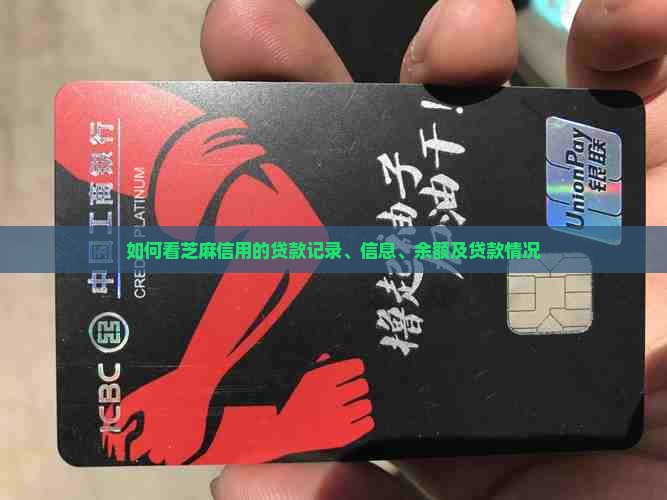 中国工商银行
CREDIT PLATINUM
ICBC
如何看芝麻信用的贷款记录、信息、余额及贷款情况
撸起袖子
加油干!
UnionPay
银联